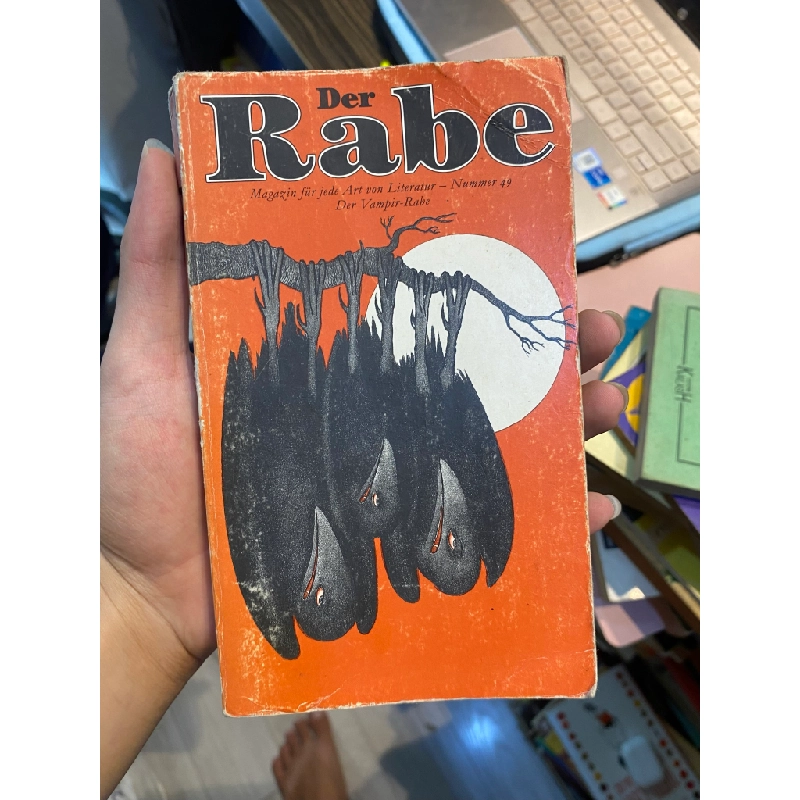 Der
Rabe
Magazin für jede Art von Literatur – Nummer 49
Der Vampir-Rabe